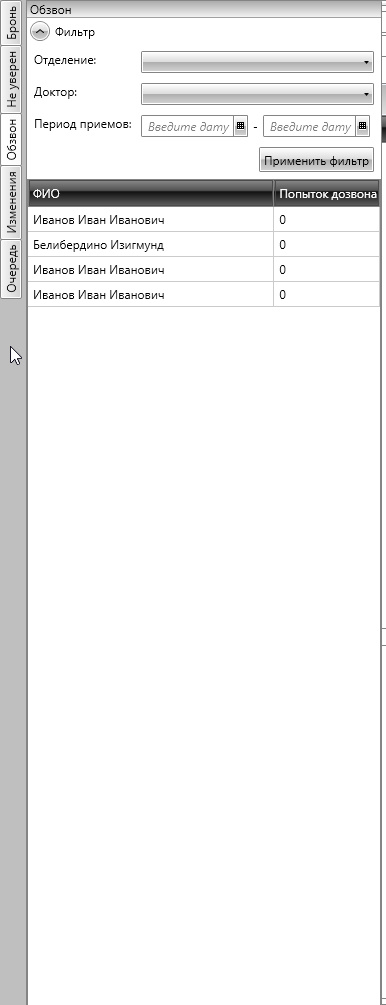 Обзвон
Фильтр
Отделение:
Доктор:
Период приемов: Введите дату - Введите дату
Применить фильтр
ФИО Попыток дозвона
Иванов Иван Иванович 0
Белибердино Изигмунд 0
Иванов Иван Иванович 0
Иванов Иван Иванович 0
Бронь
Не уверен
Обзвон
Изменения
Очередь